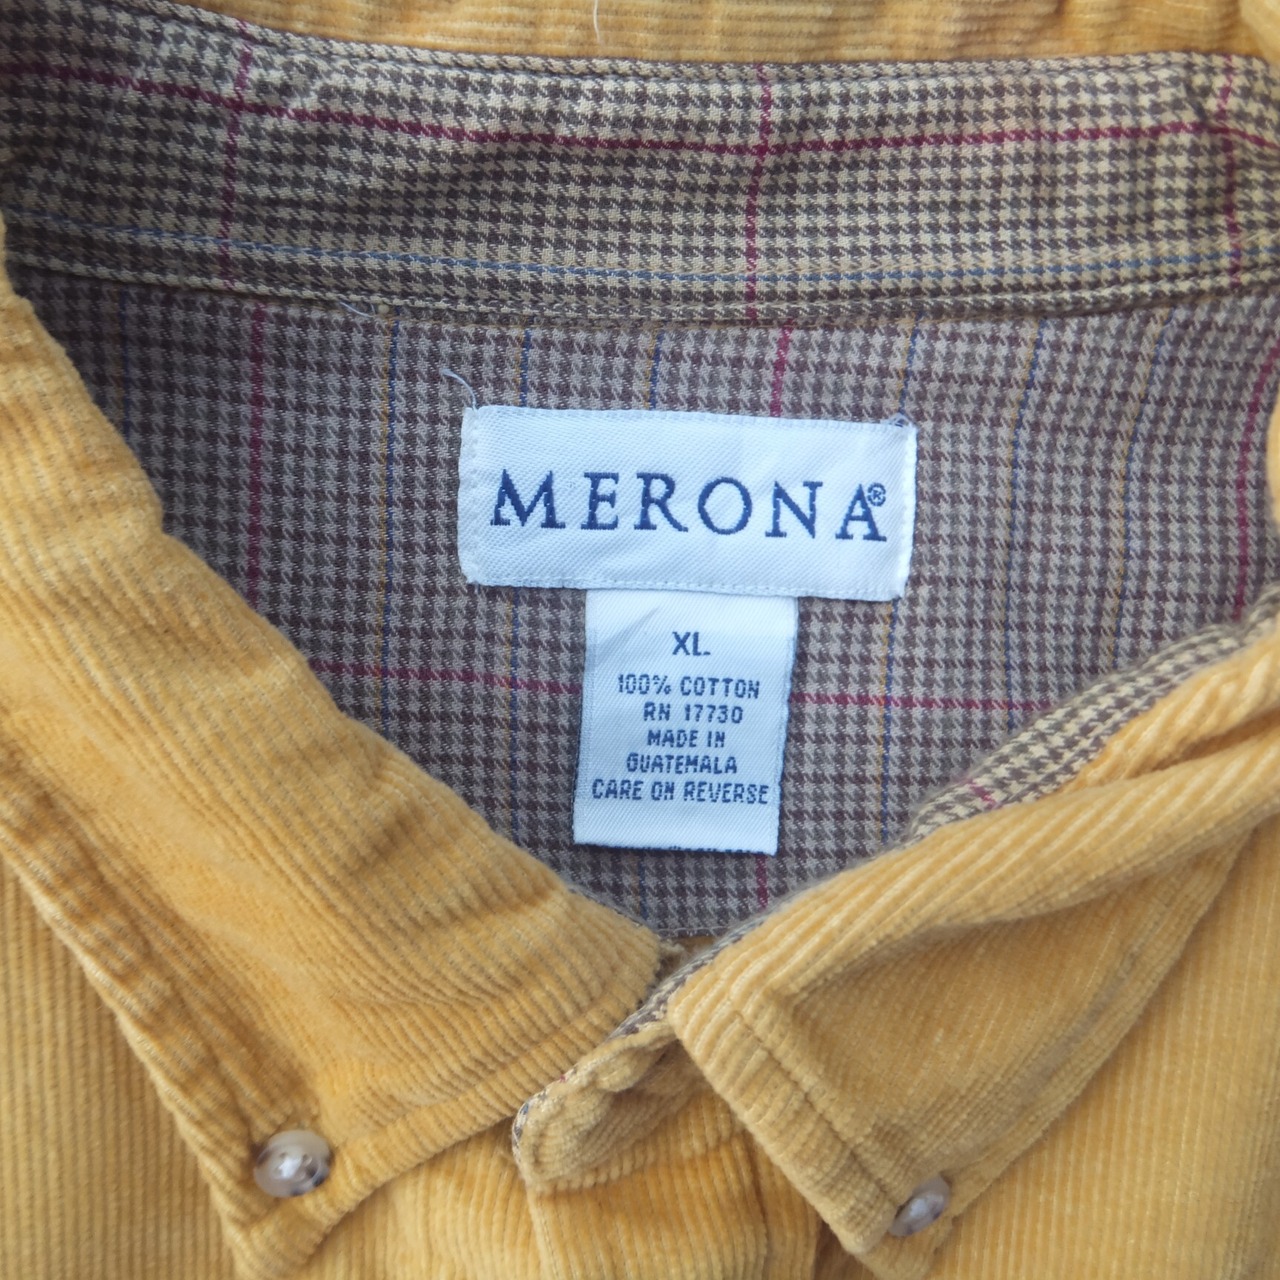 MERONA®
XL
100% COTTON
RN 17730
MADE IN
GUATEMALA
CARE ON REVERSE